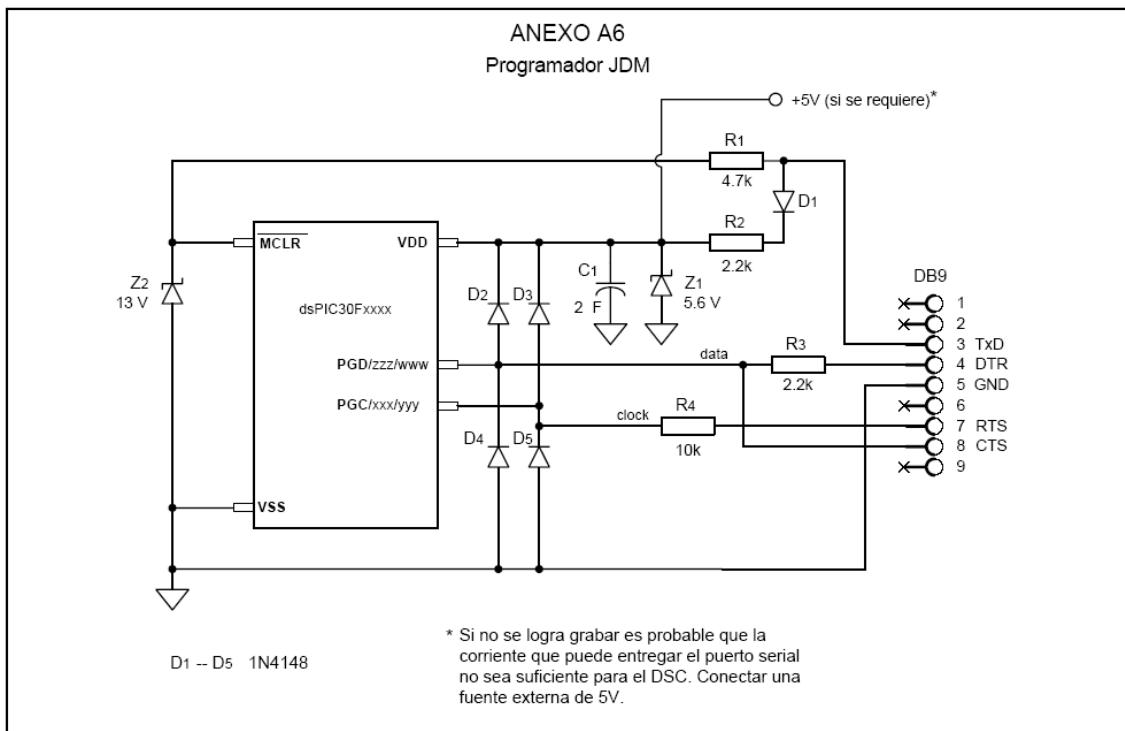 ANEXO A6
Programador JDM
+5V (si se requiere)*
R1
4.7k
D1
R2
2.2k
MCLR
VDD
Z2
13 V
dsPIC30Fxxxx
D2
D3
C1
2 F
Z1
5.6 V
DB9
1
2
3 TxD
4 DTR
5 GND
6
7 RTS
8 CTS
9
PGD/zzz/www
data
R3
2.2k
PGC/xxx/yyy
clock
R4
10k
D4
D5
VSS
D1 -- D5 1N4148
* Si no se logra grabar es probable que la
corriente que puede entregar el puerto serial
no sea suficiente para el DSC. Conectar una
fuente externa de 5V.